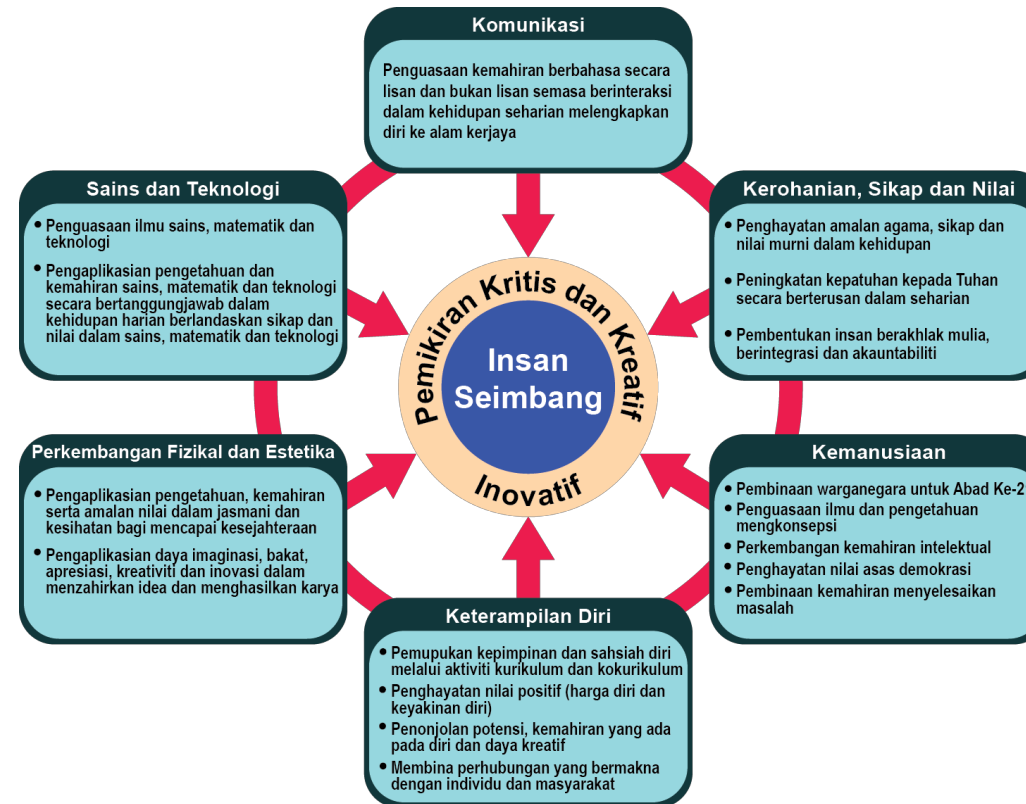 Komunikasi
Penguasaan kemahiran berbahasa secara
lisan dan bukan lisan semasa berinteraksi
dalam kehidupan seharian melengkapkan
diri ke alam kerjaya
Sains dan Teknologi
• Penguasaan ilmu sains, matematik dan
teknologi
• Pengaplikasian pengetahuan dan
kemahiran sains, matematik dan teknologi
secara bertanggungjawab dalam
kehidupan harian berlandaskan sikap dan
nilai dalam sains, matematik dan teknologi
Kerohanian, Sikap dan Nilai
• Penghayatan amalan agama, sikap dan
nilai murni dalam kehidupan
• Peningkatan kepatuhan kepada Tuhan
secara berterusan dalam seharian
• Pembentukan insan berakhlak mulia,
berintegrasi dan akauntabiliti
Pemikiran Kritis dan Kreatif
Insan
Seimbang
Inovatif
Perkembangan Fizikal dan Estetika
• Pengaplikasian pengetahuan, kemahiran
serta amalan nilai dalam jasmani dan
kesihatan bagi mencapai kesejahteraan
• Pengaplikasian daya imaginasi, bakat,
apresiasi, kreativiti dan inovasi dalam
menzahirkan idea dan menghasilkan karya
Kemanusiaan
• Pembinaan warganegara untuk Abad Ke-2
• Penguasaan ilmu dan pengetahuan
mengkonsepsi
• Perkembangan kemahiran intelektual
• Penghayatan nilai asas demokrasi
• Pembinaan kemahiran menyelesaikan
masalah
Keterampilan Diri
• Pemupukan kepimpinan dan sahsiah diri
melalui aktiviti kurikulum dan kokurikulum
• Penghayatan nilai positif (harga diri dan
keyakinan diri)
• Penonjolan potensi, kemahiran yang ada
pada diri dan daya kreatif
• Membina perhubungan yang bermakna
dengan individu dan masyarakat